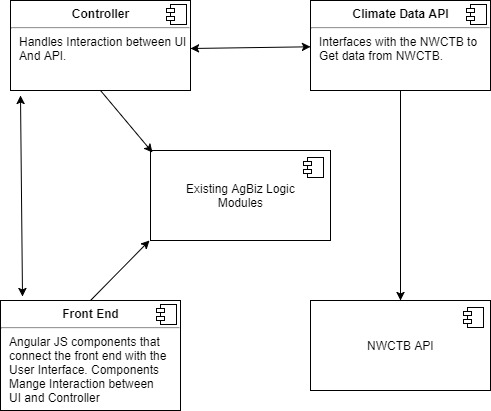 Controller
Handles Interaction between UI
And API.
Climate Data API
Interfaces with the NWCTB to
Get data from NWCTB.
Existing AgBiz Logic
Modules
Front End
Angular JS components that
connect the front end with the
User Interface. Components
Mange Interaction between
UI and Controller
NWCTB API